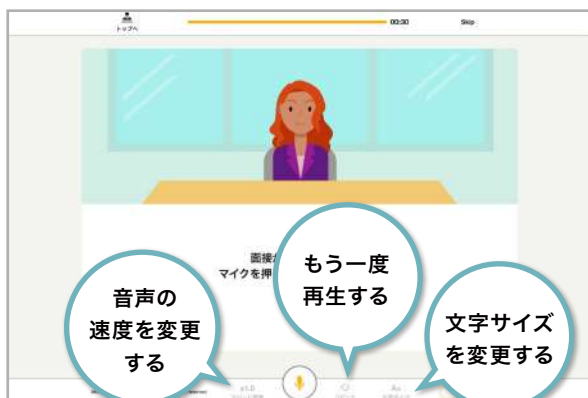 トップへ
00:30
Skip
面接
マイクを押
音声の
速度を変更
する
もう一度
再生する
文字サイズ
を変更する
x1.0
Aa